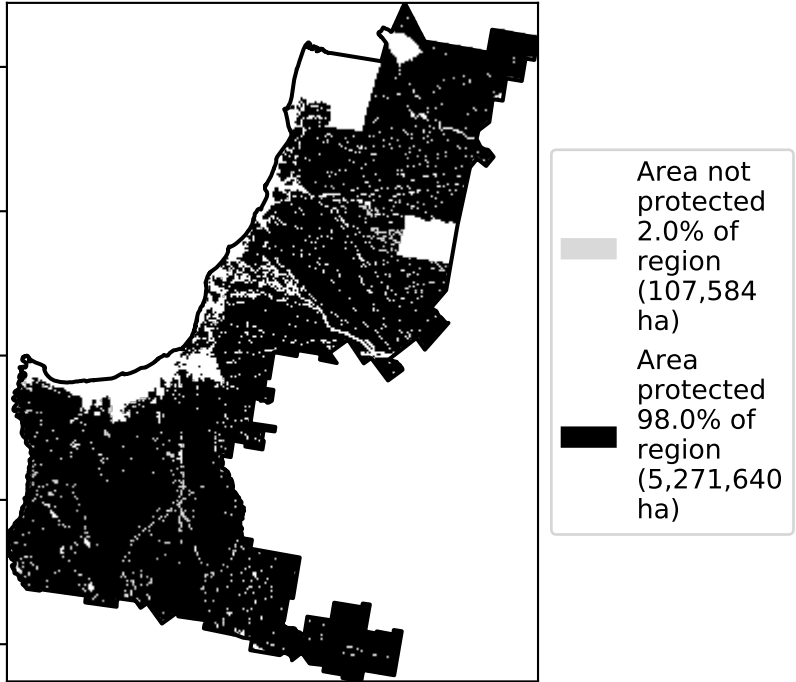 Area not
protected
2.0% of
region
(107,584
ha)
Area
protected
98.0% of
region
(5,271,640
ha)